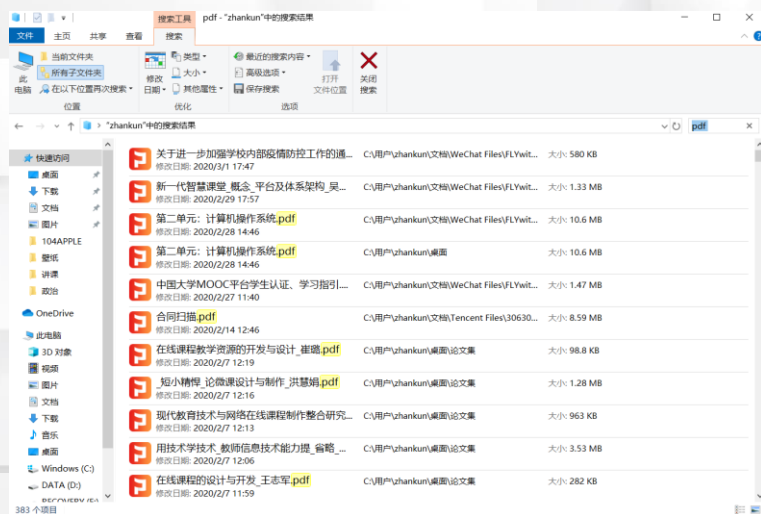 搜索工具 pdf - "zhankun"中的搜索结果
文件 主页 共享 查看 搜索
此电脑
当前文件夹
所有子文件夹
在以下位置再次搜索
位置
修改日期
类型
大小
其他属性
优化
最近的搜索内容
高级选项
保存搜索
打开文件位置
选项
关闭搜索
"zhankun"中的搜索结果 pdf
快速访问
桌面
下载
文档
图片
104APPLE
壁纸
讲课
政治
OneDrive
此电脑
3D 对象
视频
图片
文档
下载
音乐
桌面
Windows (C:)
DATA (D:)
关于进一步加强学校内部疫情防控工作的通... C:\用户\zhankun\文档\WeChat Files\FLYwit... 大小: 580 KB
修改日期: 2020/3/1 17:47
新一代智慧课堂_概念_平台及体系架构_吴... C:\用户\zhankun\文档\WeChat Files\FLYwit... 大小: 1.33 MB
修改日期: 2020/2/29 17:57
第二单元：计算机操作系统.pdf C:\用户\zhankun\文档\WeChat Files\FLYwit... 大小: 10.6 MB
修改日期: 2020/2/28 14:46
第二单元：计算机操作系统.pdf C:\用户\zhankun\桌面 大小: 10.6 MB
修改日期: 2020/2/28 14:46
中国大学MOOC平台学生认证、学习指引.... C:\用户\zhankun\文档\WeChat Files\FLYwit... 大小: 1.47 MB
修改日期: 2020/2/27 11:40
合同扫描.pdf C:\用户\zhankun\文档\Tencent Files\30630... 大小: 8.59 MB
修改日期: 2020/2/14 12:46
在线课程教学资源的开发与设计_崔璐.pdf C:\用户\zhankun\桌面\论文集 大小: 98.8 KB
修改日期: 2020/2/7 12:19
_短小精悍_论微课设计与制作_洪慧娟.pdf C:\用户\zhankun\桌面\论文集 大小: 1.28 MB
修改日期: 2020/2/7 12:16
现代教育技术与网络在线课程制作整合研究... C:\用户\zhankun\桌面\论文集 大小: 963 KB
修改日期: 2020/2/7 12:13
用技术学技术_教师信息技术能力提_省略_... C:\用户\zhankun\桌面\论文集 大小: 3.53 MB
修改日期: 2020/2/7 12:06
在线课程的设计与开发_王志军.pdf C:\用户\zhankun\桌面\论文集 大小: 282 KB
修改日期: 2020/2/7 11:59
383 个项目